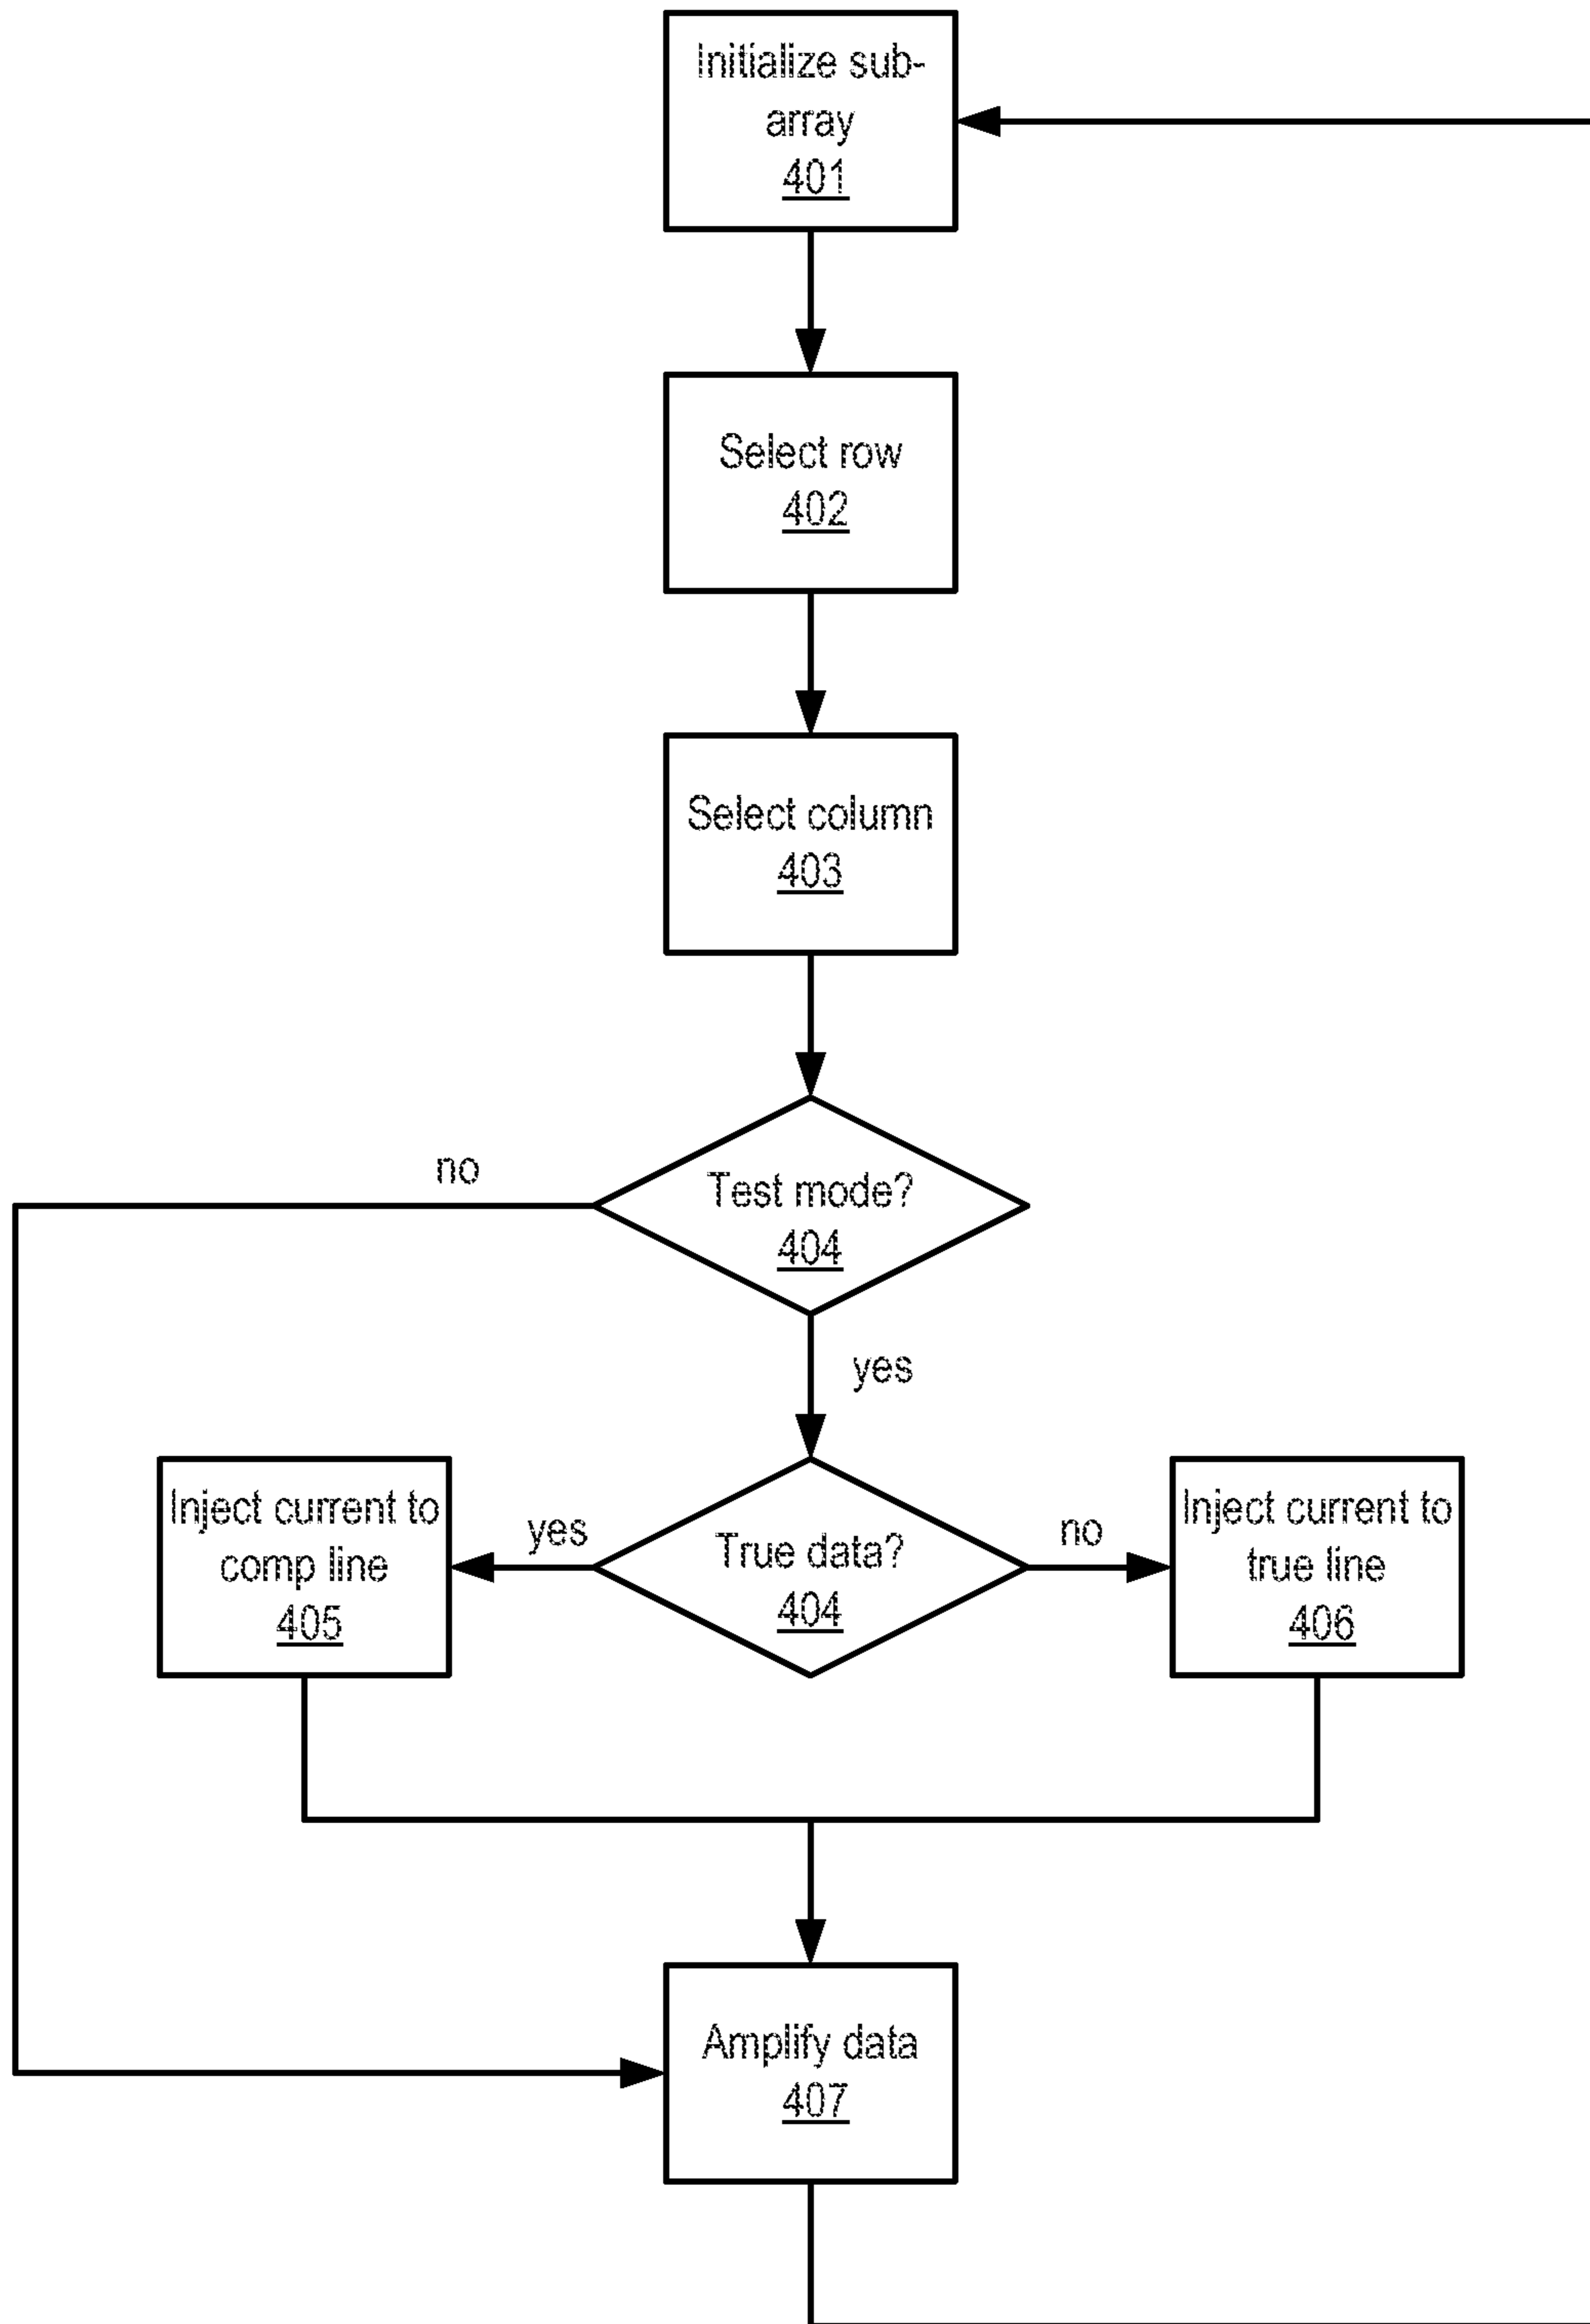 Initialize sub-
array
401
Select row
402
Select column
403
no
Test mode?
404
yes
Inject current to
comp line
405
yes
True data?
404
no
Inject current to
true line
406
Amplify data
407